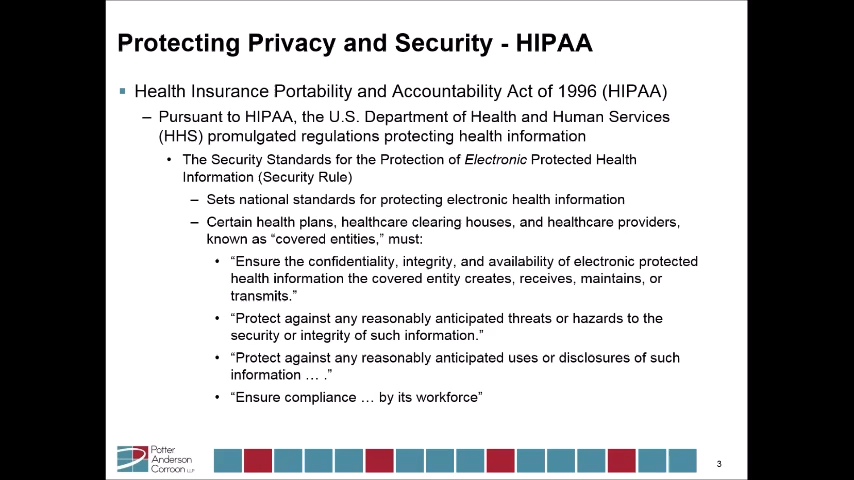 Protecting Privacy and Security - HIPAA
▪ Health Insurance Portability and Accountability Act of 1996 (HIPAA)
– Pursuant to HIPAA, the U.S. Department of Health and Human Services
(HHS) promulgated regulations protecting health information
• The Security Standards for the Protection of Electronic Protected Health
Information (Security Rule)
– Sets national standards for protecting electronic health information
– Certain health plans, healthcare clearing houses, and healthcare providers,
known as “covered entities,” must:
• “Ensure the confidentiality, integrity, and availability of electronic protected
health information the covered entity creates, receives, maintains, or
transmits.”
• “Protect against any reasonably anticipated threats or hazards to the
security or integrity of such information.”
• “Protect against any reasonably anticipated uses or disclosures of such
information … .”
• “Ensure compliance … by its workforce”
Potter
Anderson
Corroon LLP
3